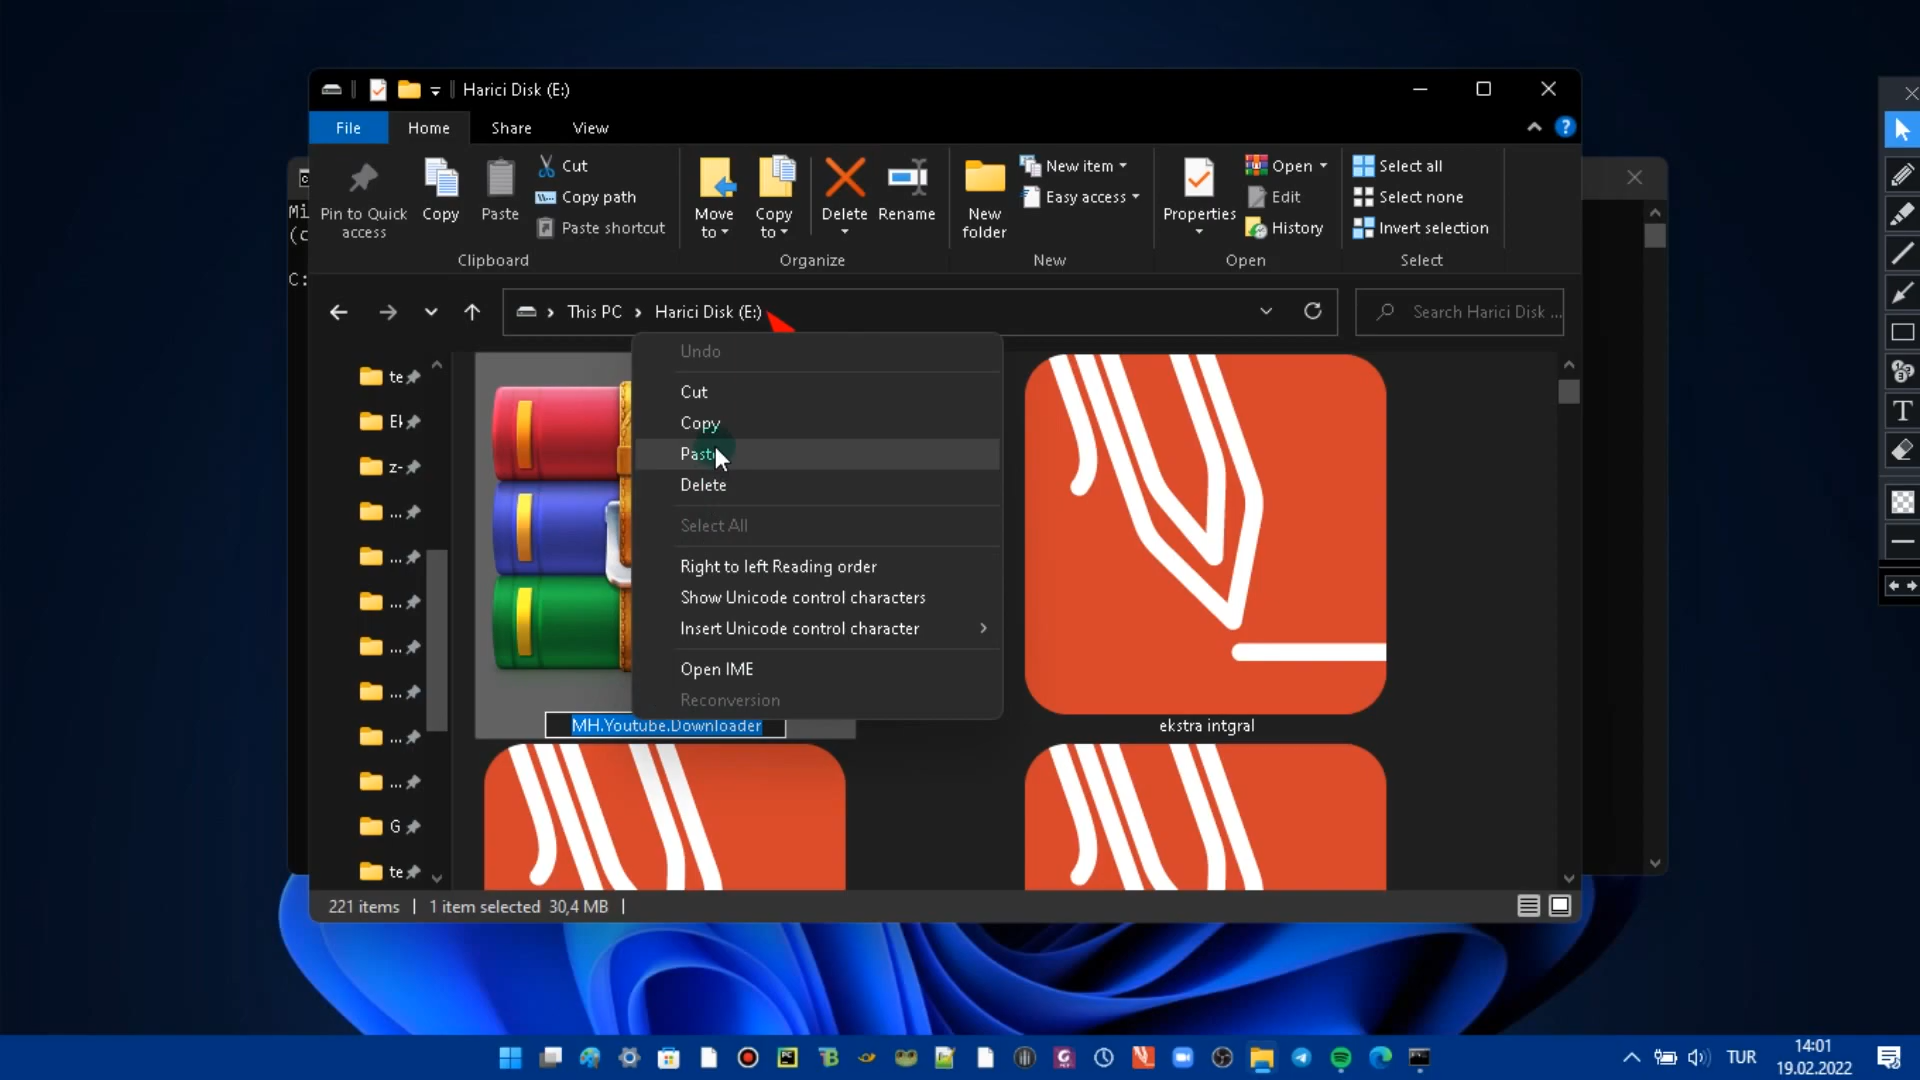 Harici Disk (E:)
File
Home
Share
View
Pin to Quick
access
Copy
Paste
Cut
Copy path
Paste shortcut
Clipboard
Move
to
Copy
to
Delete
Rename
Organize
New
folder
New item
Easy access
New
Properties
Open
Edit
History
Open
Select all
Select none
Invert selection
Select
Mi
(c
C:
This PC
Harici Disk (E:)
Search Harici Disk ...
te
z-
...
...
...
...
...
...
...
G
te
Undo
Cut
Copy
Delete
Select All
Right to left Reading order
Show Unicode control characters
Insert Unicode control character
Open IME
Reconversion
MH.Youtube.Downloader
ekstra intgral
221 items
1 item selected 30,4 MB
T
TUR
14:01
19.02.2022